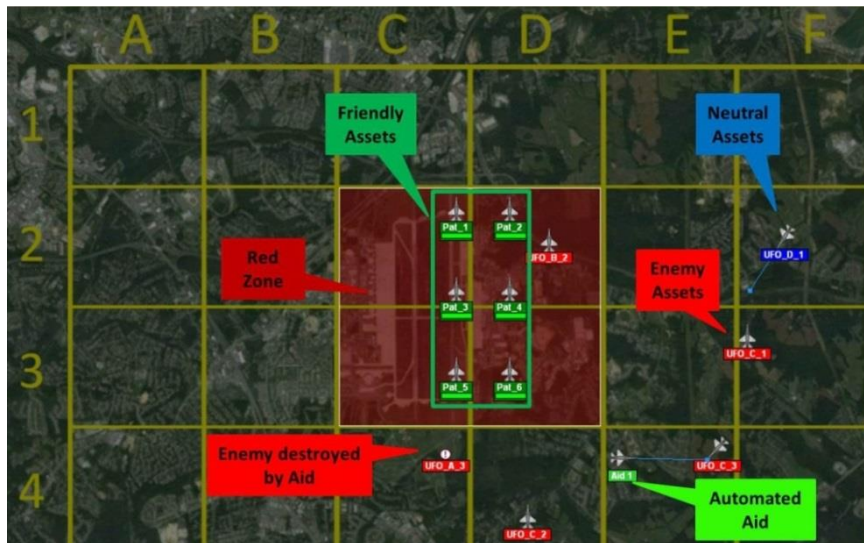 A B C D E F
1
Friendly
Assets
Neutral
Assets
2
Pat_1
Pat_2
UFO_B_2
UFO_D_1
Red
Zone
Enemy
Assets
Pat_3
Pat_4
3
UFO_C_1
Pat_5
Pat_6
4
Enemy destroyed
by Aid
UFO_A_3
Aid 1
UFO_C_3
Automated
Aid
UFO_C_2